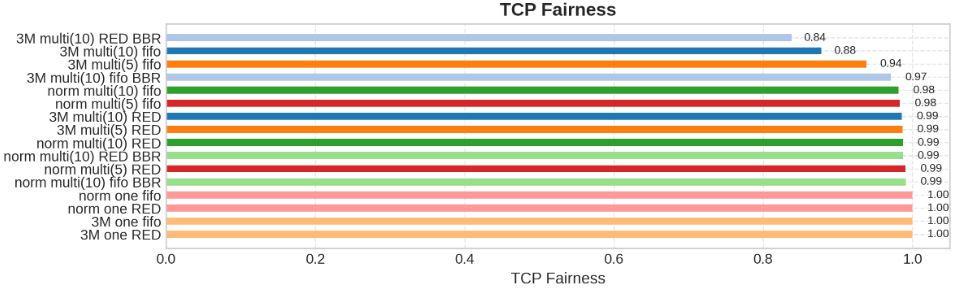 TCP Fairness
3M multi(10) RED BBR 0.84
3M multi(10) fifo 0.88
3M multi(5) fifo 0.94
3M multi(10) fifo BBR 0.97
norm multi(10) fifo 0.98
norm multi(5) fifo 0.98
3M multi(10) RED 0.99
3M multi(5) RED 0.99
norm multi(10) RED 0.99
norm multi(10) RED BBR 0.99
norm multi(5) RED 0.99
norm multi(10) fifo BBR 0.99
norm one fifo 1.00
norm one RED 1.00
3M one fifo 1.00
3M one RED 1.00
0.0 0.2 0.4 0.6 0.8 1.0
TCP Fairness